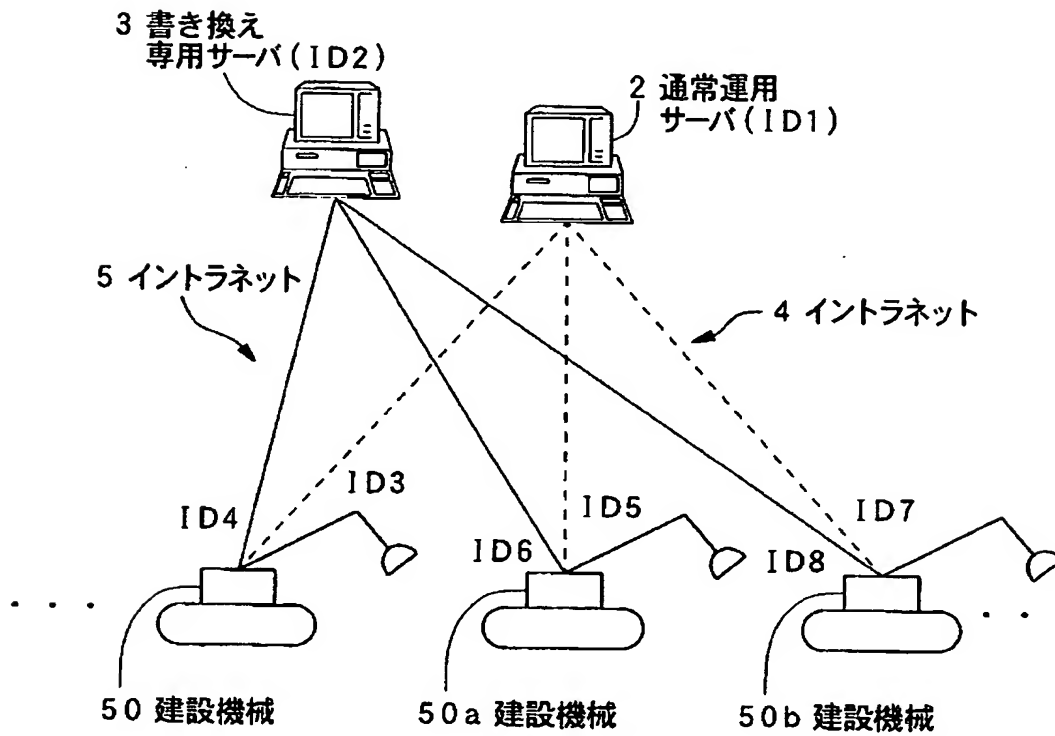 3 書き換え
専用サーバ(ID2)
2 通常運用
サーバ(ID1)
5 イントラネット
4 イントラネット
ID3
ID4
ID5
ID6
ID7
ID8
50 建設機械
50a 建設機械
50b 建設機械